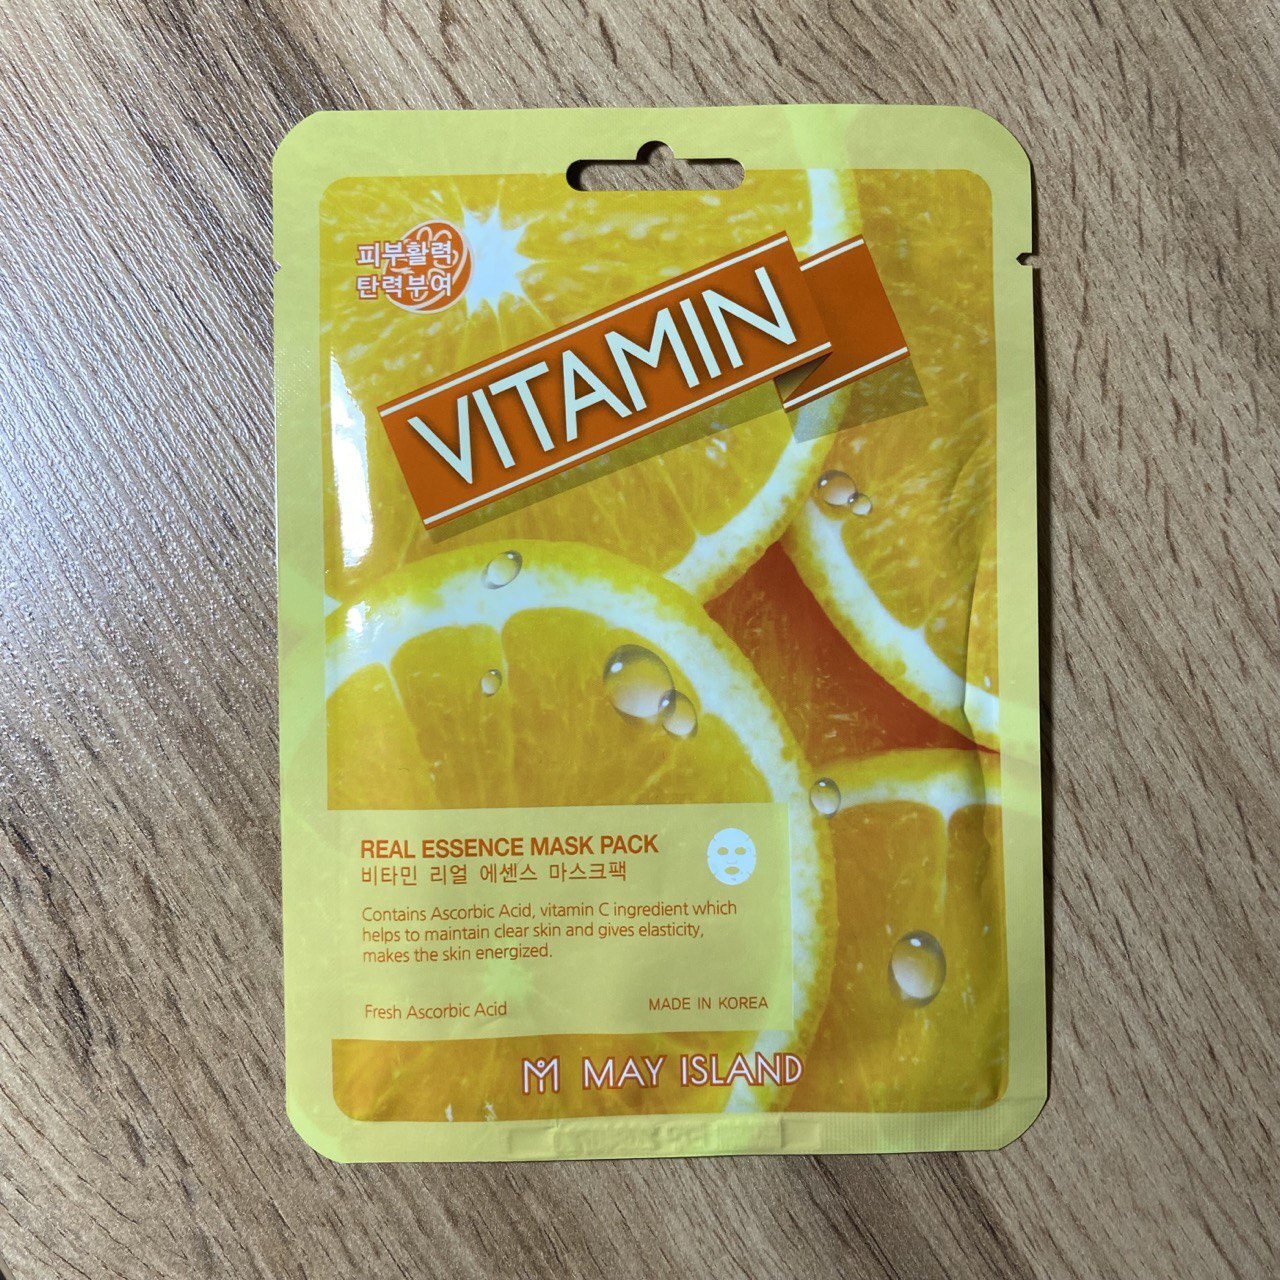 피부활력
탄력부여
VITAMIN
REAL ESSENCE MASK PACK
비타민 리얼 에센스 마스크팩
Contains Ascorbic Acid, vitamin C ingredient which
helps to maintain clear skin and gives elasticity,
makes the skin energized.
Fresh Ascorbic Acid
MADE IN KOREA
MAY ISLAND